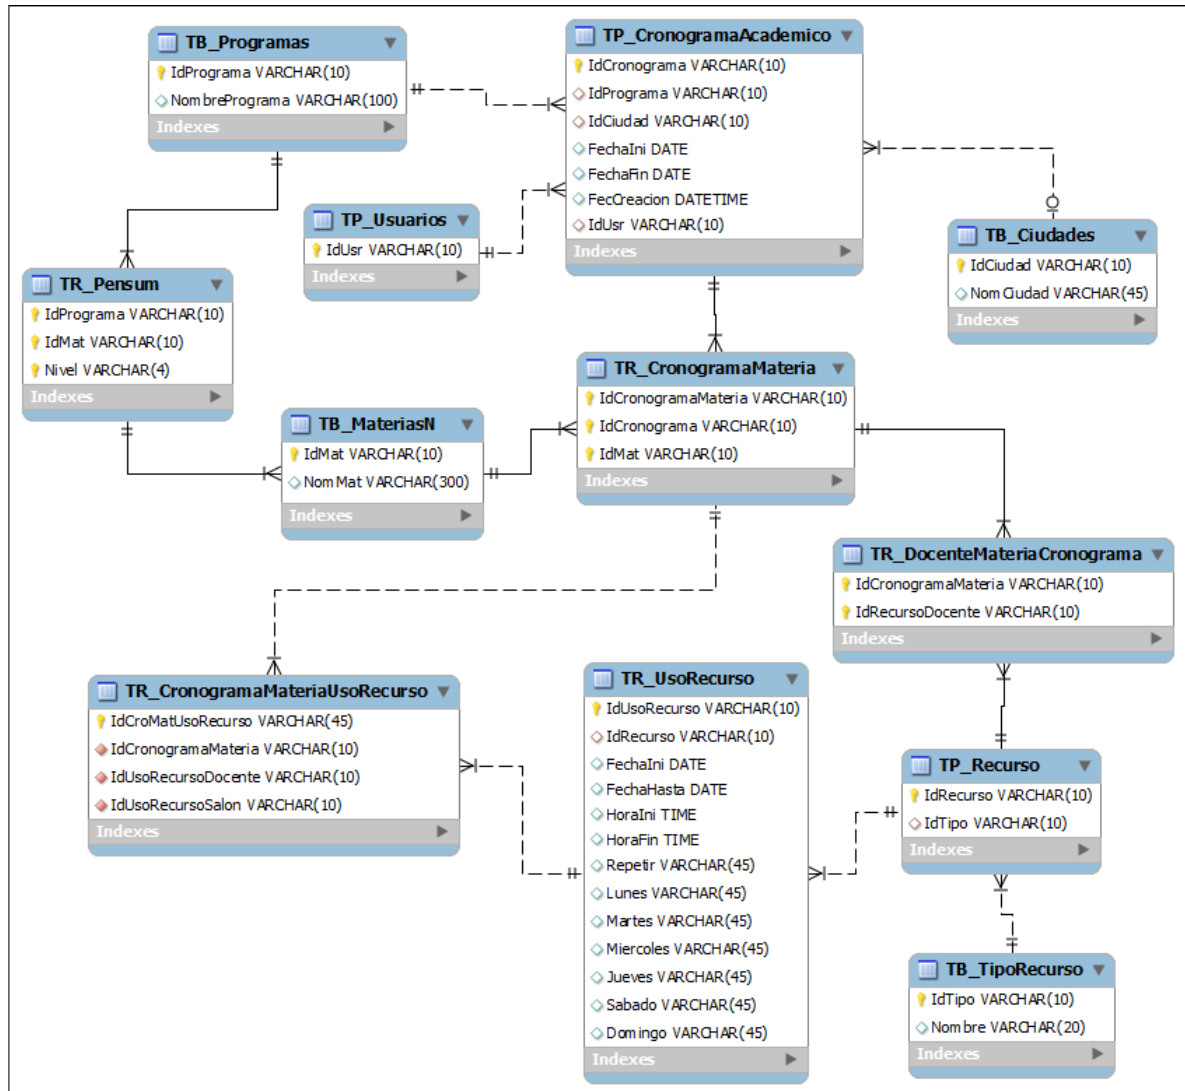 TB_Programas
IdPrograma VARCHAR(10)
NombrePrograma VARCHAR(100)
Indexes
TP_CronogramaAcademico
IdCronograma VARCHAR(10)
IdPrograma VARCHAR(10)
IdCiudad VARCHAR(10)
FechaIni DATE
FechaFin DATE
FecCreacion DATETIME
IdUsr VARCHAR(10)
Indexes
TP_Usuarios
IdUsr VARCHAR(10)
Indexes
TB_Ciudades
IdCiudad VARCHAR(10)
NomCiudad VARCHAR(45)
Indexes
TR_Pensum
IdPrograma VARCHAR(10)
IdMat VARCHAR(10)
Nivel VARCHAR(4)
Indexes
TR_CronogramaMateria
IdCronogramaMateria VARCHAR(10)
IdCronograma VARCHAR(10)
IdMat VARCHAR(10)
Indexes
TB_MateriasN
IdMat VARCHAR(10)
NomMat VARCHAR(300)
Indexes
TR_DocenteMateriaCronograma
IdCronogramaMateria VARCHAR(10)
IdRecursoDocente VARCHAR(10)
Indexes
TR_CronogramaMateriaUsoRecurso
IdCroMatUsoRecurso VARCHAR(45)
IdCronogramaMateria VARCHAR(10)
IdUsoRecursoDocente VARCHAR(10)
IdUsoRecursoSalon VARCHAR(10)
Indexes
TR_UsoRecurso
IdUsoRecurso VARCHAR(10)
IdRecurso VARCHAR(10)
FechaIni DATE
FechaHasta DATE
HoraIni TIME
HoraFin TIME
Repetir VARCHAR(45)
Lunes VARCHAR(45)
Martes VARCHAR(45)
Miercoles VARCHAR(45)
Jueves VARCHAR(45)
Sabado VARCHAR(45)
Domingo VARCHAR(45)
Indexes
TP_Recurso
IdRecurso VARCHAR(10)
IdTipo VARCHAR(10)
Indexes
TB_TipoRecurso
IdTipo VARCHAR(10)
Nombre VARCHAR(20)
Indexes